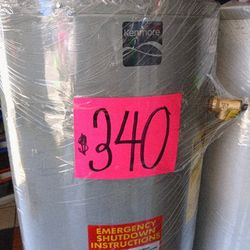 Kenmore
$340
EMERGENCY
SHUTDOWN
INSTRUCTIONS